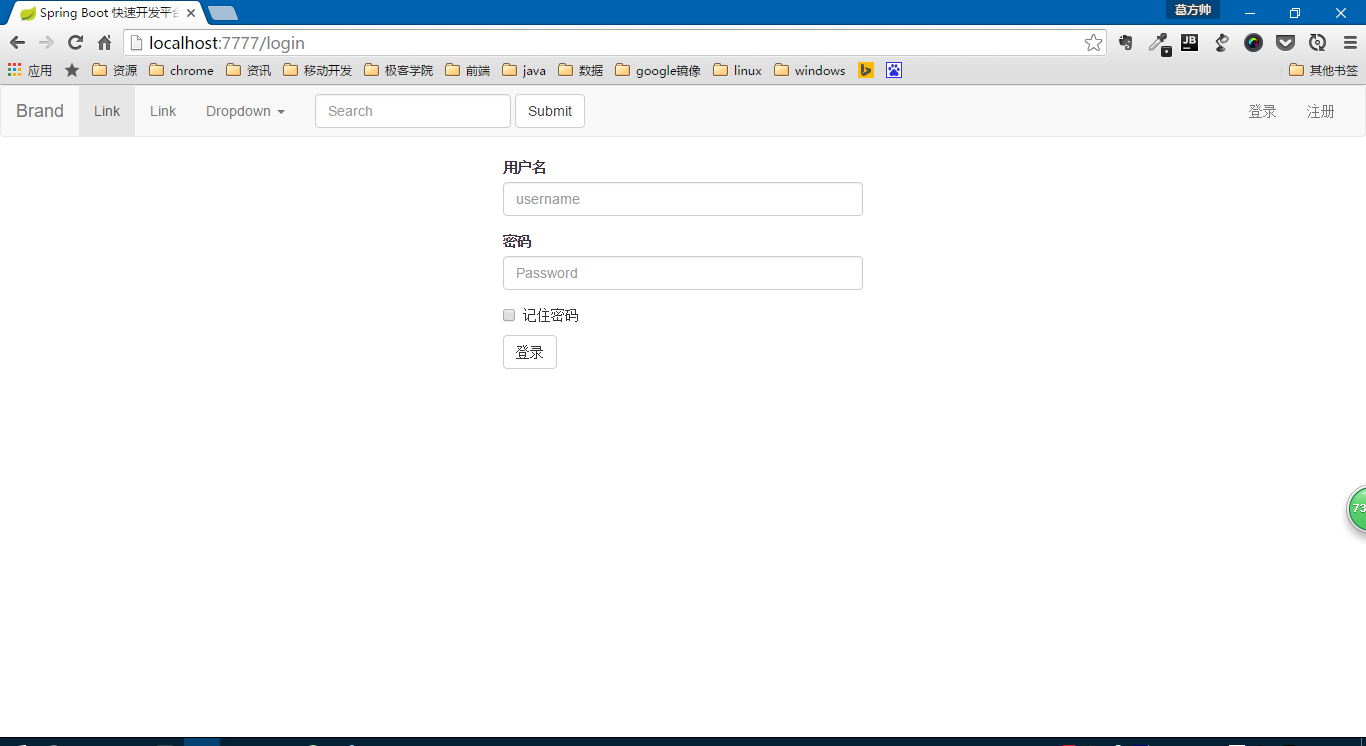 Spring Boot 快速开发平台
葛方帅
localhost:7777/login
JB
应用 资源 chrome 资讯 移动开发 极客学院 前端 java 数据 google镜像 linux windows 其他书签
Brand Link Link Dropdown Search Submit 登录 注册
用户名
username
密码
Password
记住密码
登录
73